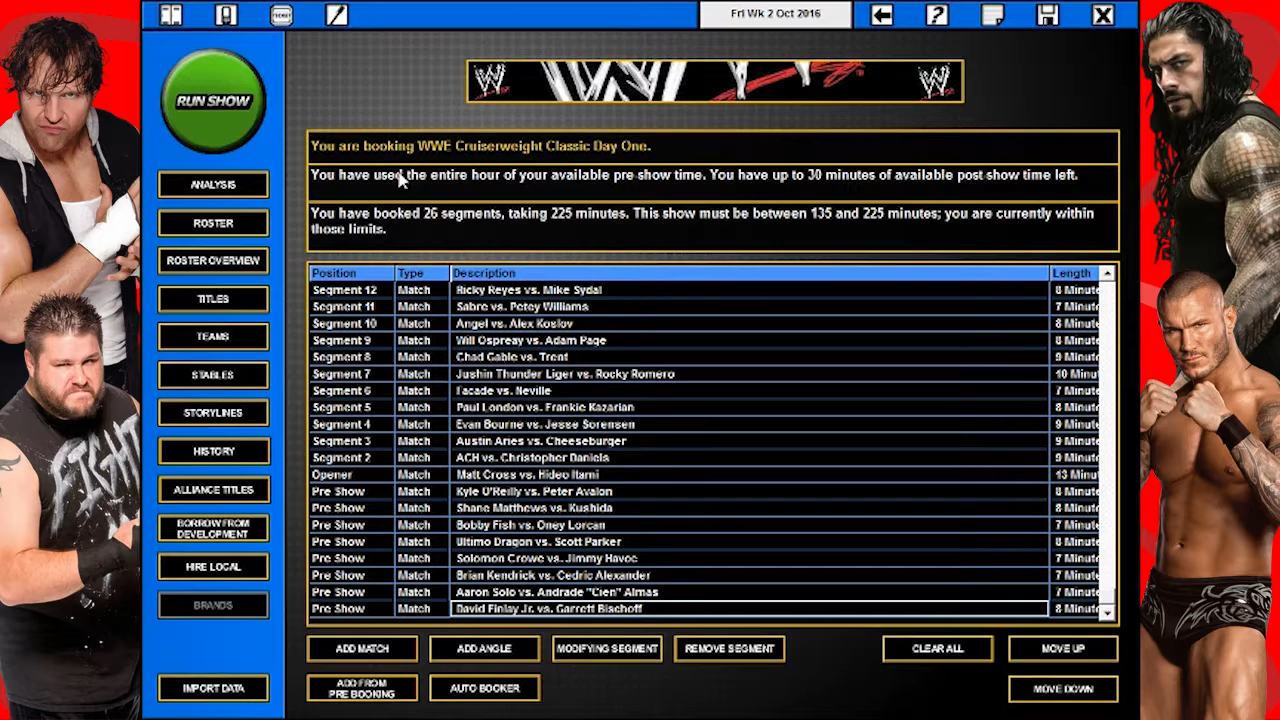 TICKET
Fri Wk 2 Oct 2016
?
X
W
W
RUN SHOW
You are booking WWE Cruiserweight Classic Day One.
You have used the entire hour of your available pre show time. You have up to 30 minutes of available post show time left.
You have booked 26 segments, taking 225 minutes. This show must be between 135 and 225 minutes; you are currently within
those limits.
ANALYSIS
ROSTER
ROSTER OVERVIEW
TITLES
TEAMS
STABLES
STORYLINES
HISTORY
ALLIANCE TITLES
BORROW FROM
DEVELOPMENT
HIRE LOCAL
BRANDS
IMPORT DATA
Position Type Description Length
Segment 12 Match Ricky Reyes vs. Mike Sydal 8 Minute
Segment 11 Match Sabre vs. Petey Williams 7 Minute
Segment 10 Match Angel vs. Alex Koslov 8 Minute
Segment 9 Match Will Ospreay vs. Adam Page 8 Minute
Segment 8 Match Chad Gable vs. Trent 9 Minute
Segment 7 Match Jushin Thunder Liger vs. Rocky Romero 10 Minut
Segment 6 Match Facade vs. Neville 7 Minute
Segment 5 Match Paul London vs. Frankie Kazarian 8 Minute
Segment 4 Match Evan Bourne vs. Jesse Sorensen 9 Minute
Segment 3 Match Austin Aries vs. Cheeseburger 9 Minute
Segment 2 Match ACH vs. Christopher Daniels 9 Minute
Opener Match Matt Cross vs. Hideo Itami 13 Minut
Pre Show Match Kyle O'Reilly vs. Peter Avalon 8 Minute
Pre Show Match Shane Matthews vs. Kushida 8 Minute
Pre Show Match Bobby Fish vs. Oney Lorcan 7 Minute
Pre Show Match Ultimo Dragon vs. Scott Parker 8 Minute
Pre Show Match Solomon Crowe vs. Jimmy Havoc 7 Minute
Pre Show Match Brian Kendrick vs. Cedric Alexander 7 Minute
Pre Show Match Aaron Solo vs. Andrade "Cien" Almas 7 Minute
Pre Show Match David Finlay Jr. vs. Garrett Bischoff 8 Minute
ADD MATCH
ADD ANGLE
MODIFYING SEGMENT
REMOVE SEGMENT
CLEAR ALL
MOVE UP
ADD FROM
PRE BOOKING
AUTO BOOKER
MOVE DOWN
FIGHT